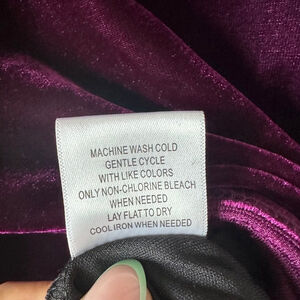 MACHINE WASH COLD
GENTLE CYCLE
WITH LIKE COLORS
ONLY NON-CHLORINE BLEACH
WHEN NEEDED
LAY FLAT TO DRY
COOL IRON WHEN NEEDED